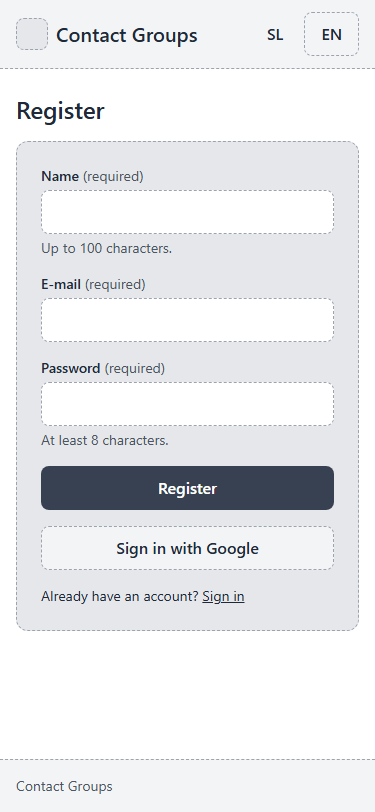 Contact Groups
SL
EN
Register
Name (required)
Up to 100 characters.
E-mail (required)
Password (required)
At least 8 characters.
Register
Sign in with Google
Already have an account? Sign in
Contact Groups